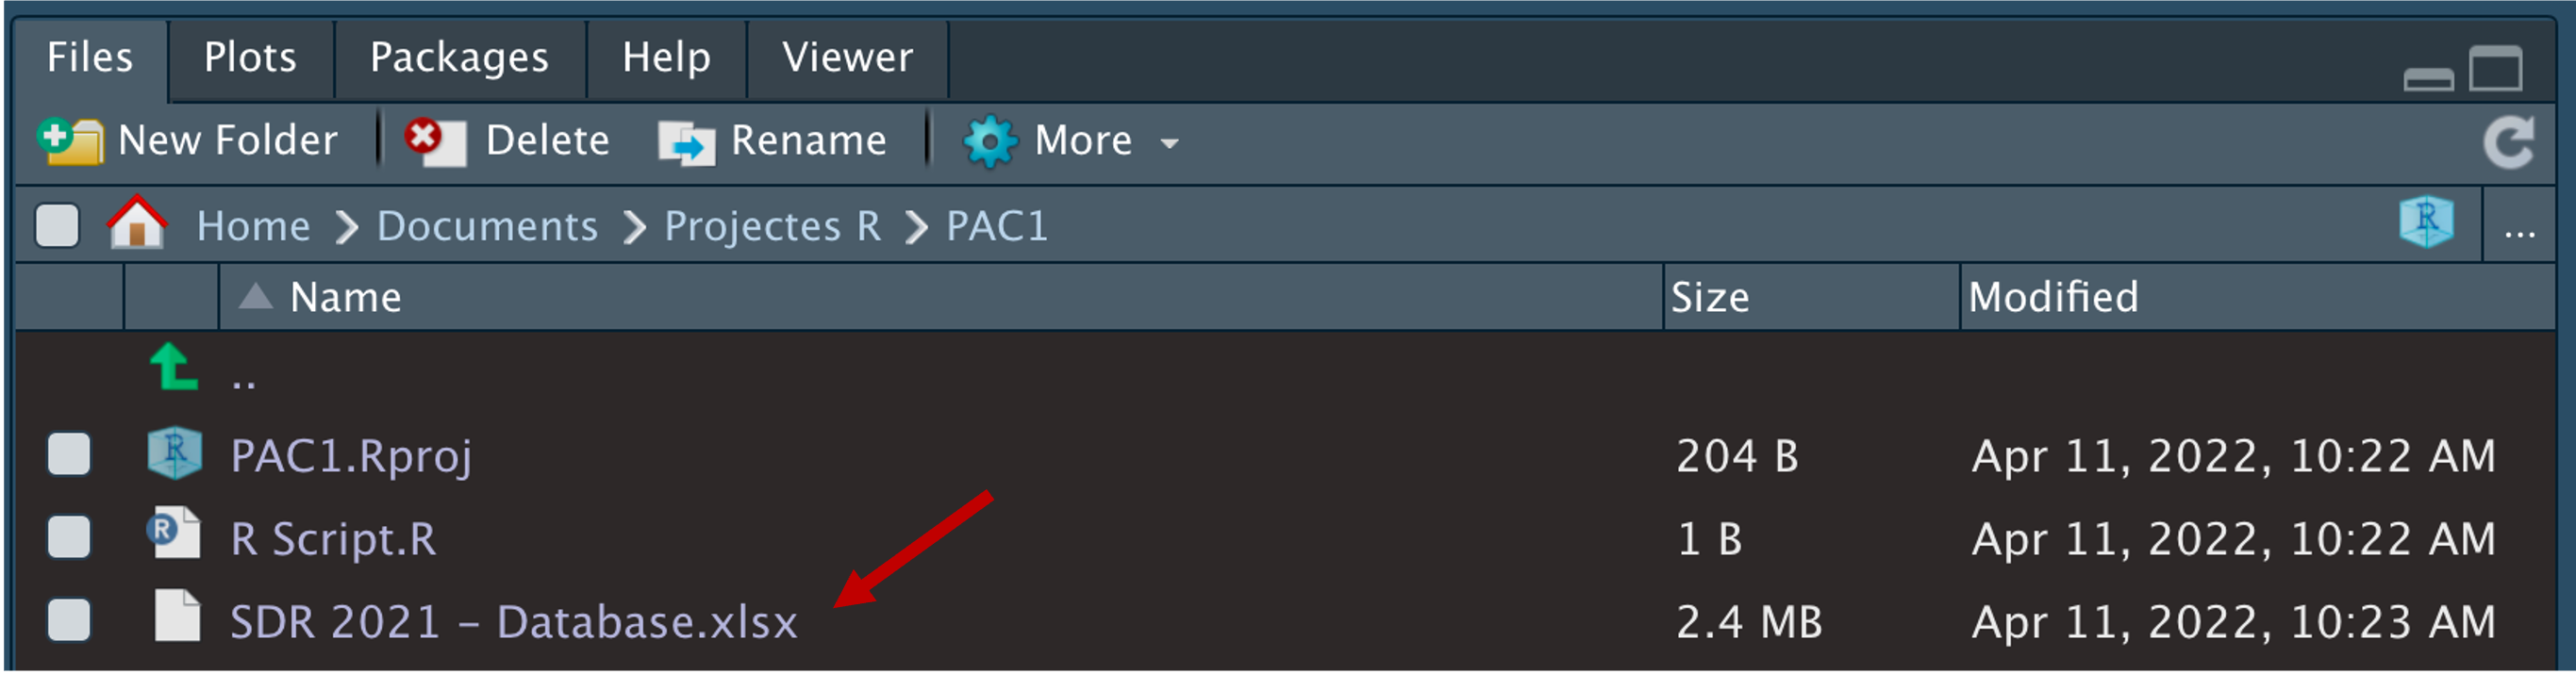 Files Plots Packages Help Viewer
New Folder Delete Rename More
Home Documents Projectes R PAC1 R ...
Name Size Modified
..
R PAC1.Rproj 204 B Apr 11, 2022, 10:22 AM
R R Script.R 1 B Apr 11, 2022, 10:22 AM
SDR 2021 – Database.xlsx 2.4 MB Apr 11, 2022, 10:23 AM